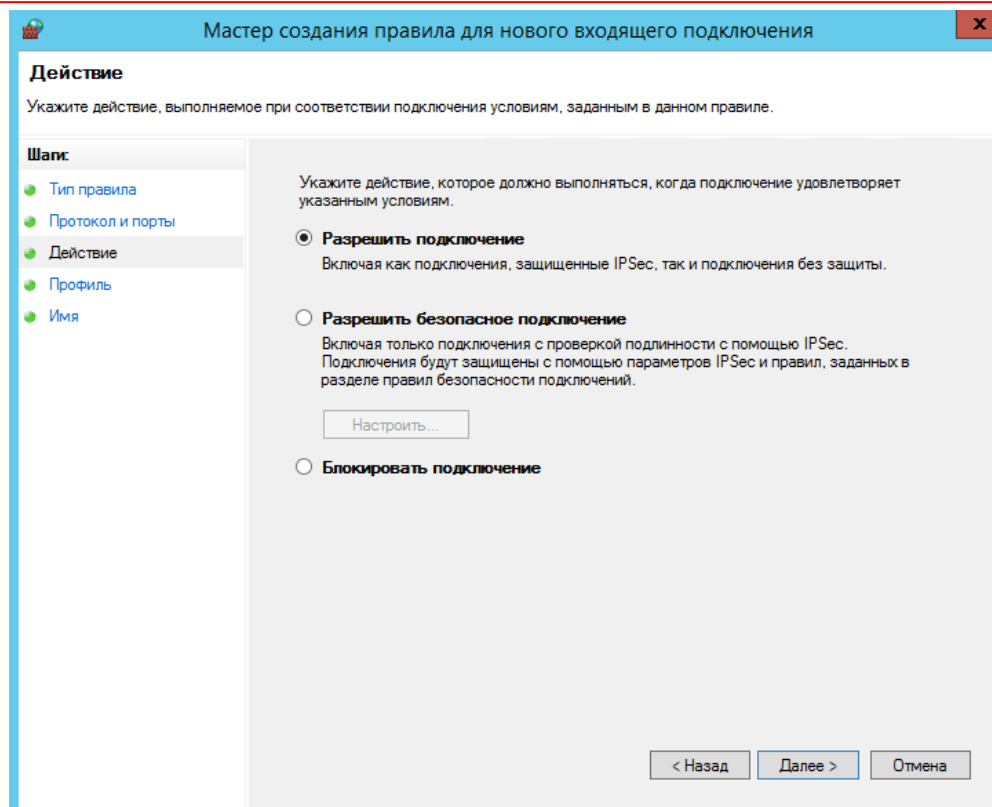 Мастер создания правила для нового входящего подключения
x
Действие
Укажите действие, выполняемое при соответствии подключения условиям, заданным в данном правиле.
Шаги:
Тип правила
Протокол и порты
Действие
Профиль
Имя
Укажите действие, которое должно выполняться, когда подключение удовлетворяет
указанным условиям.
Разрешить подключение
Включая как подключения, защищенные IPSec, так и подключения без защиты.
Разрешить безопасное подключение
Включая только подключения с проверкой подлинности с помощью IPSec.
Подключения будут защищены с помощью параметров IPSec и правил, заданных в
разделе правил безопасности подключений.
Настроить...
Блокировать подключение
< Назад
Далее >
Отмена